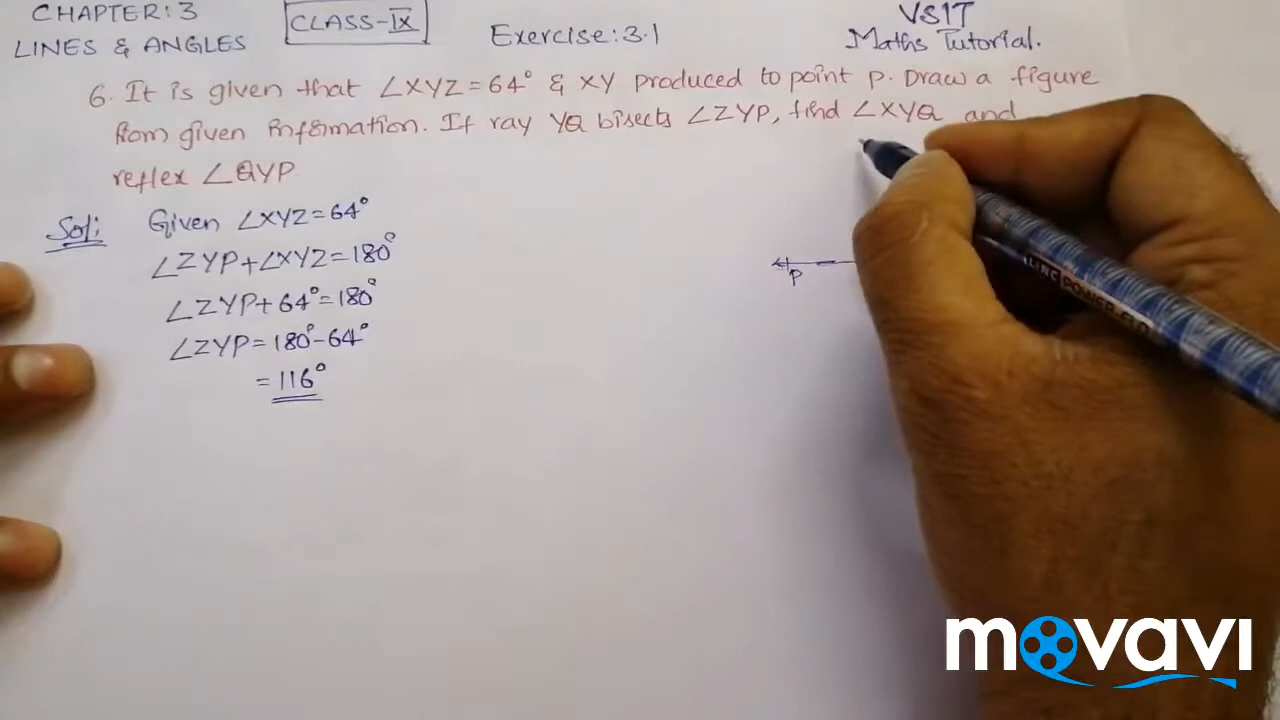 CHAPTER:3
LINES & ANGLES
CLASS-IX
Exercise:3.1
VSIT
Maths Tutorial.
6. It is given that ∠XYZ = 64° & XY produced to point P. Draw a figure
from given information. If ray YQ bisects ∠ZYP, find ∠XYQ and
reflex ∠QYP
Sol: Given ∠XYZ = 64°
∠ZYP + ∠XYZ = 180°
∠ZYP + 64° = 180°
∠ZYP = 180° - 64°
= 116°
P
LINC POWER
movavi